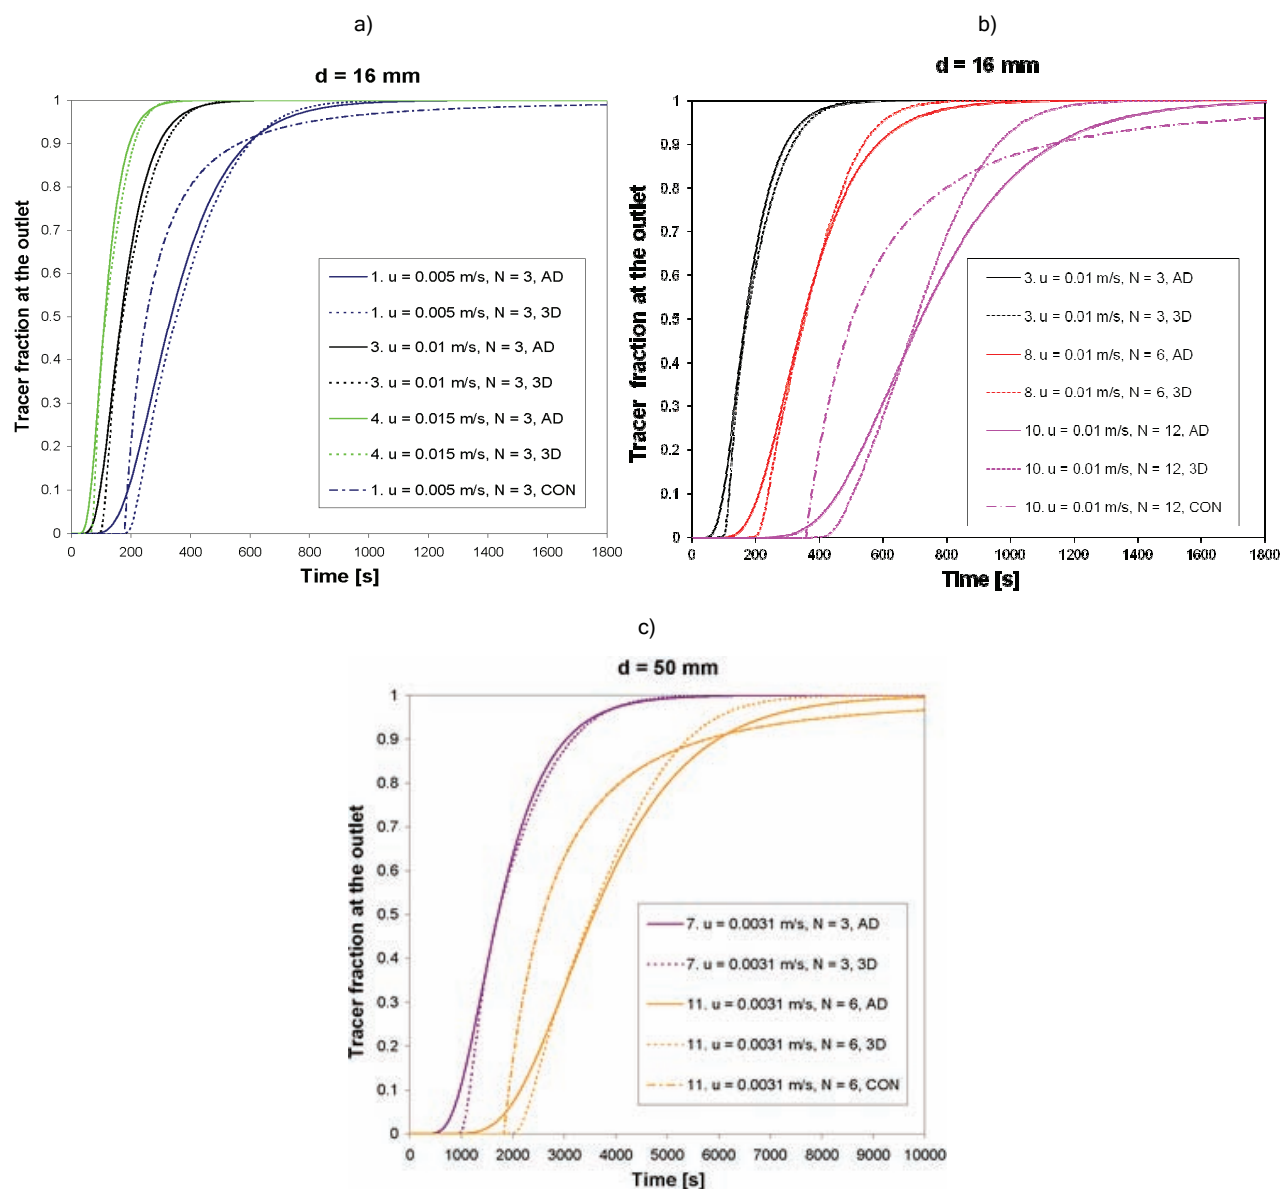 a)
d = 16 mm
Tracer fraction at the outlet
1
0.9
0.8
0.7
0.6
0.5
0.4
0.3
0.2
0.1
0
0 200 400 600 800 1000 1200 1400 1600 1800
Time [s]
1. u = 0.005 m/s, N = 3, AD
1. u = 0.005 m/s, N = 3, 3D
3. u = 0.01 m/s, N = 3, AD
3. u = 0.01 m/s, N = 3, 3D
4. u = 0.015 m/s, N = 3, AD
4. u = 0.015 m/s, N = 3, 3D
1. u = 0.005 m/s, N = 3, CON
b)
d = 16 mm
Tracer fraction at the outlet
1
0.9
0.8
0.7
0.6
0.5
0.4
0.3
0.2
0.1
0
0 200 400 600 800 1000 1200 1400 1600 1800
Time [s]
3. u = 0.01 m/s, N = 3, AD
3. u = 0.01 m/s, N = 3, 3D
8. u = 0.01 m/s, N = 6, AD
8. u = 0.01 m/s, N = 6, 3D
10. u = 0.01 m/s, N = 12, AD
10. u = 0.01 m/s, N = 12, 3D
10. u = 0.01 m/s, N = 12, CON
c)
d = 50 mm
Tracer fraction at the outlet
1
0.9
0.8
0.7
0.6
0.5
0.4
0.3
0.2
0.1
0
0 1000 2000 3000 4000 5000 6000 7000 8000 9000 10000
Time [s]
7. u = 0.0031 m/s, N = 3, AD
7. u = 0.0031 m/s, N = 3, 3D
11. u = 0.0031 m/s, N = 6, AD
11. u = 0.0031 m/s, N = 6, 3D
11. u = 0.0031 m/s, N = 6, CON